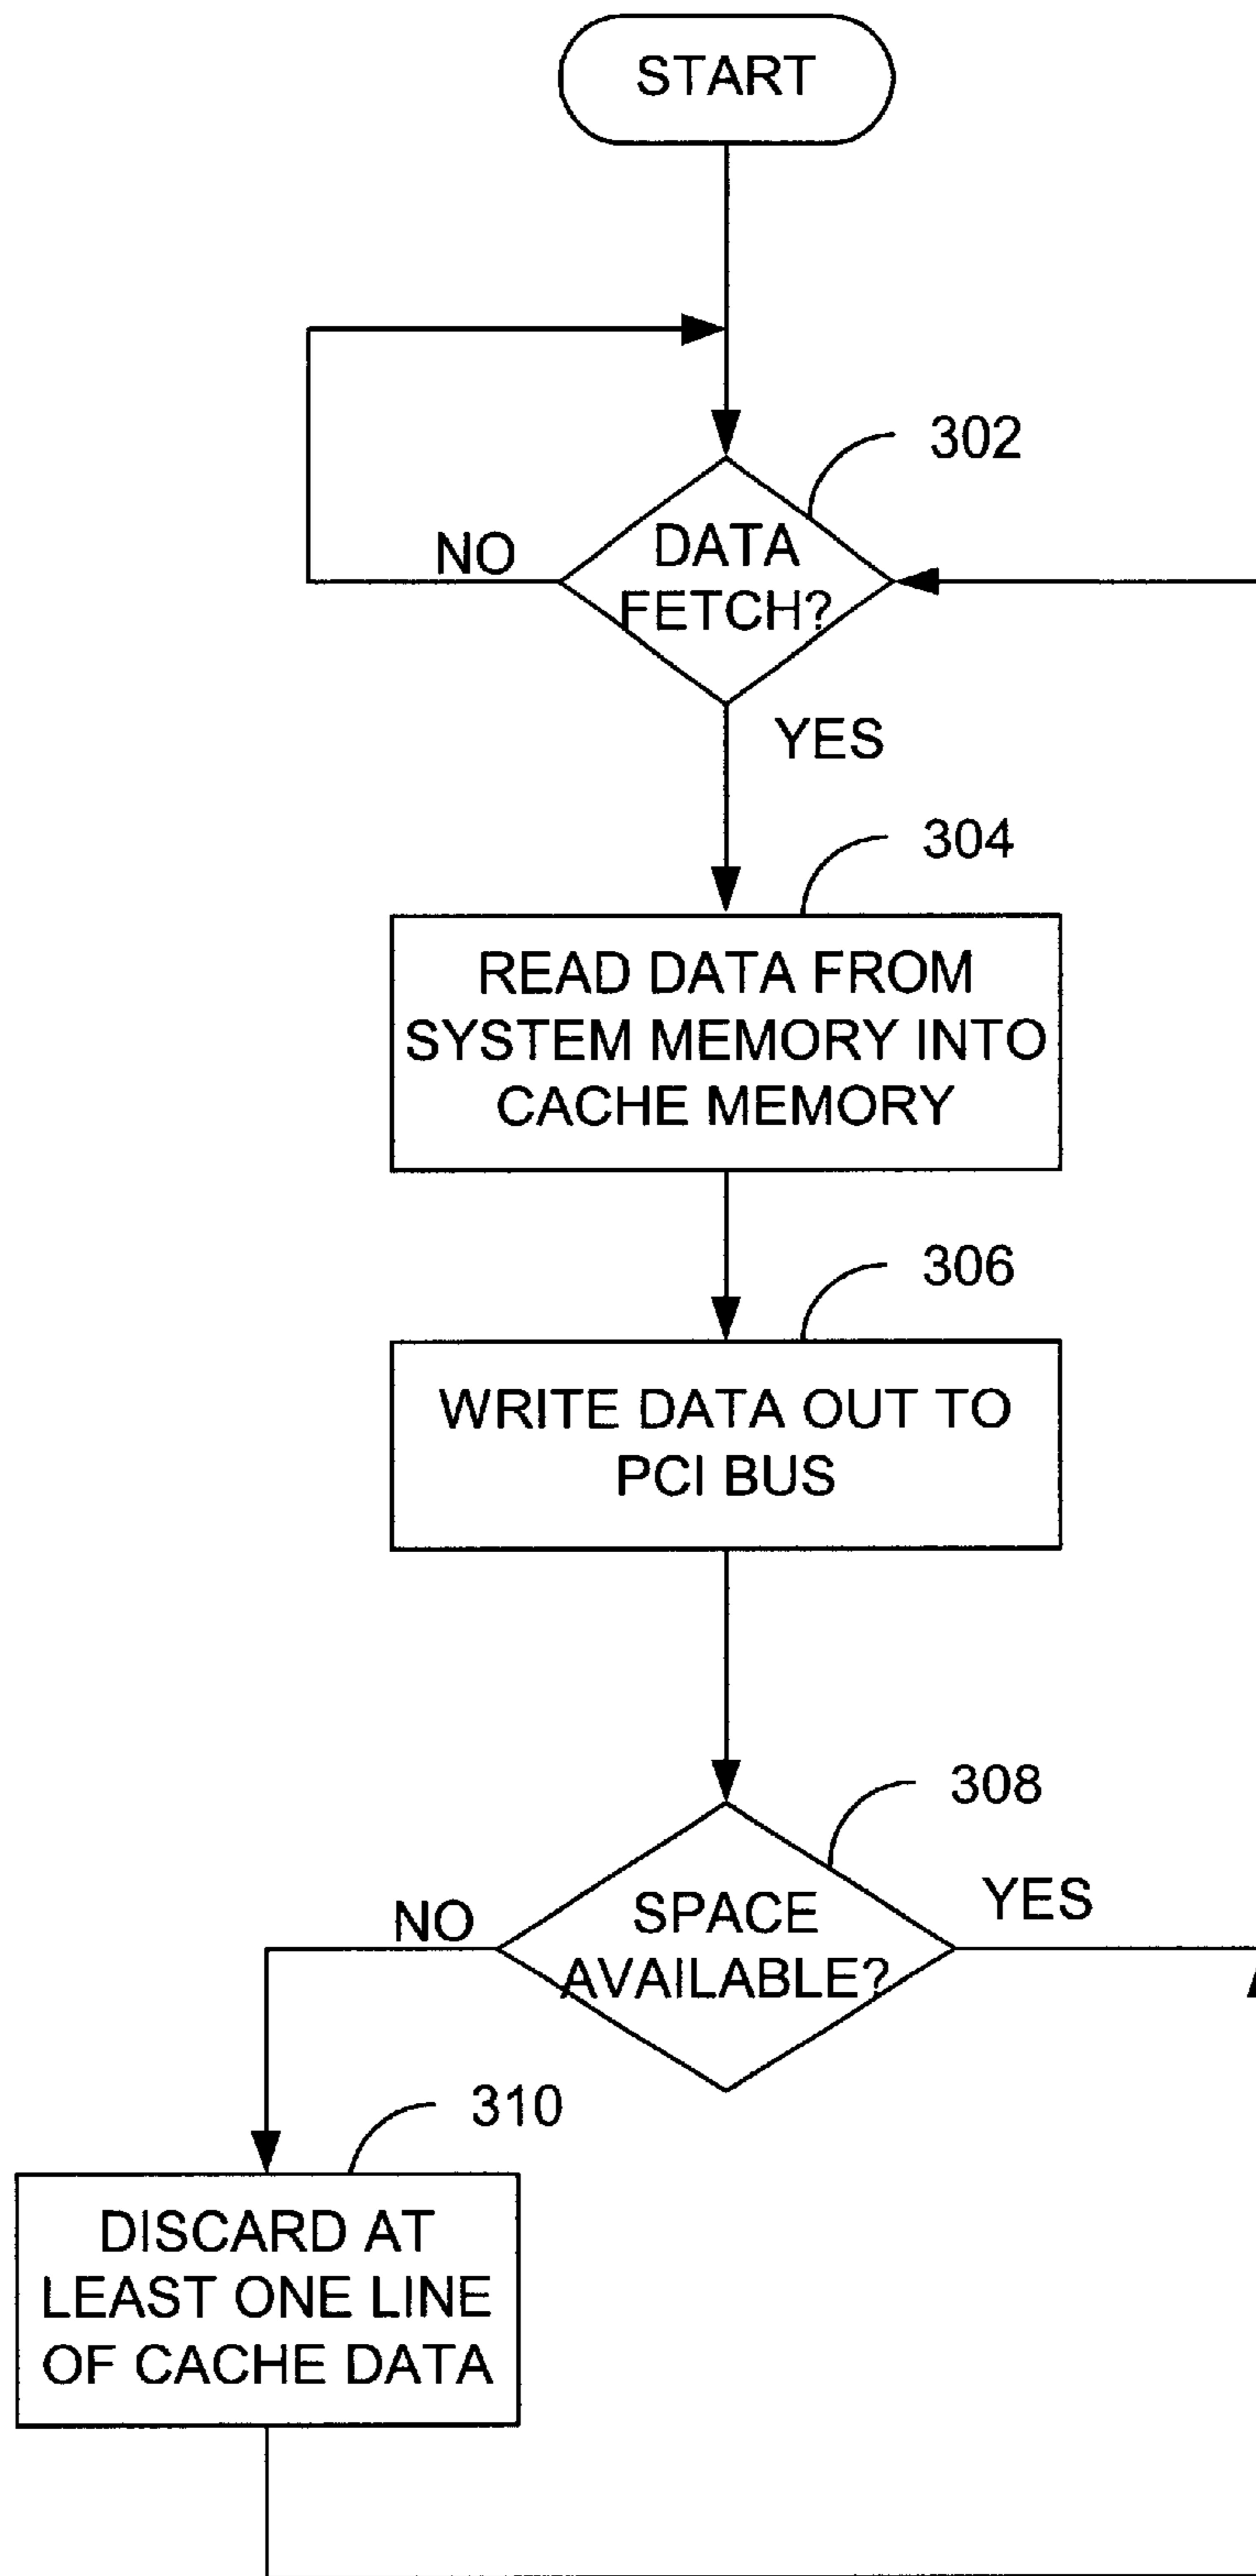 START
302
NO
DATA
FETCH?
YES
304
READ DATA FROM
SYSTEM MEMORY INTO
CACHE MEMORY
306
WRITE DATA OUT TO
PCI BUS
308
NO
SPACE
AVAILABLE?
YES
310
DISCARD AT
LEAST ONE LINE
OF CACHE DATA